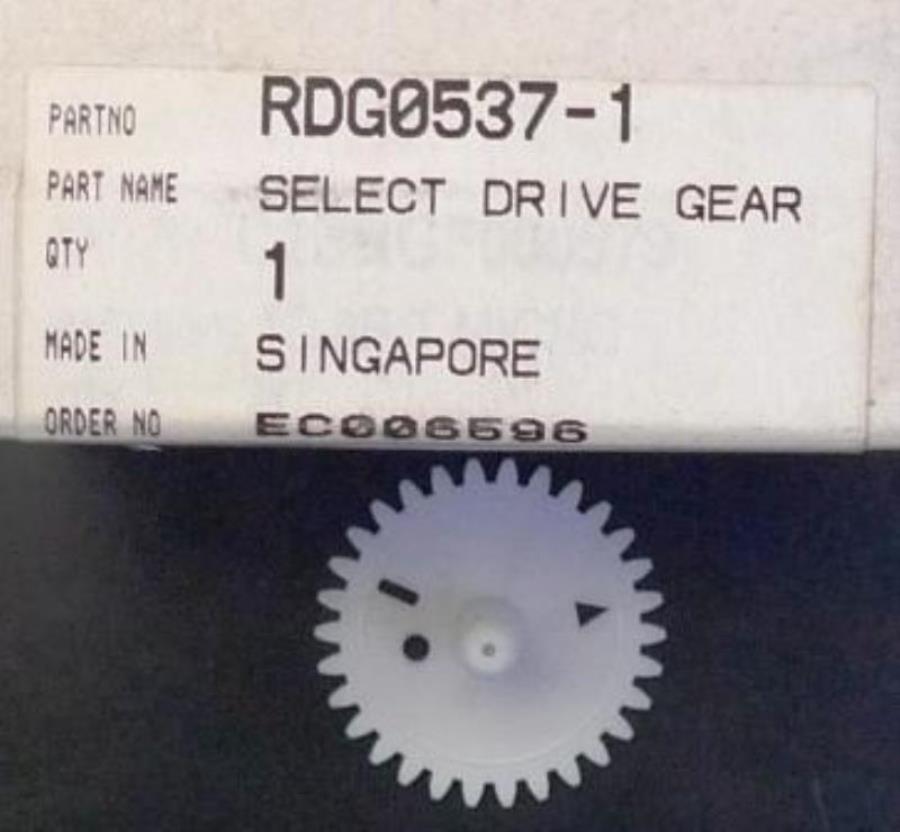 PARTNO RDG0537-1
PART NAME SELECT DRIVE GEAR
QTY 1
MADE IN SINGAPORE
ORDER NO EC006596